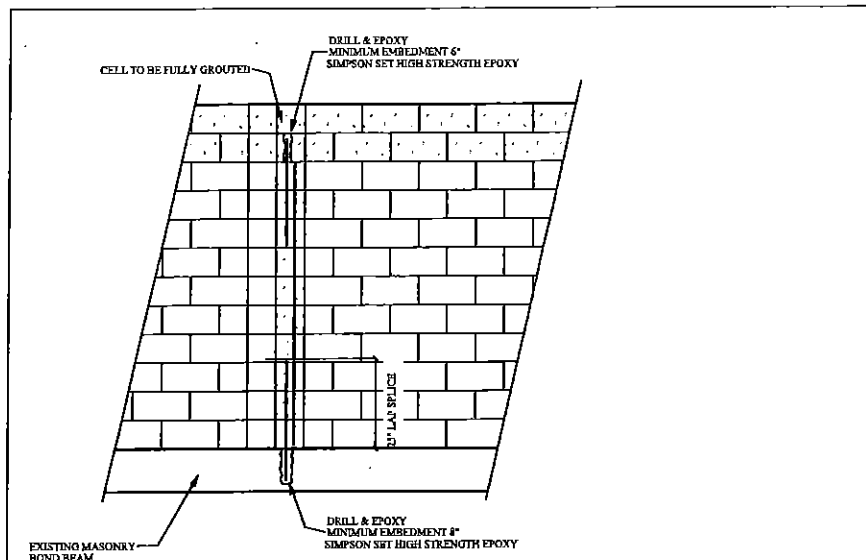 DRILL & EPOXY
MINIMUM EMBEDMENT 6"
SIMPSON SET HIGH STRENGTH EPOXY
CELL TO BE FULLY GROUTED
25" LAP SPLICE
DRILL & EPOXY
MINIMUM EMBEDMENT 8"
SIMPSON SET HIGH STRENGTH EPOXY
EXISTING MASONRY
BOND BEAM